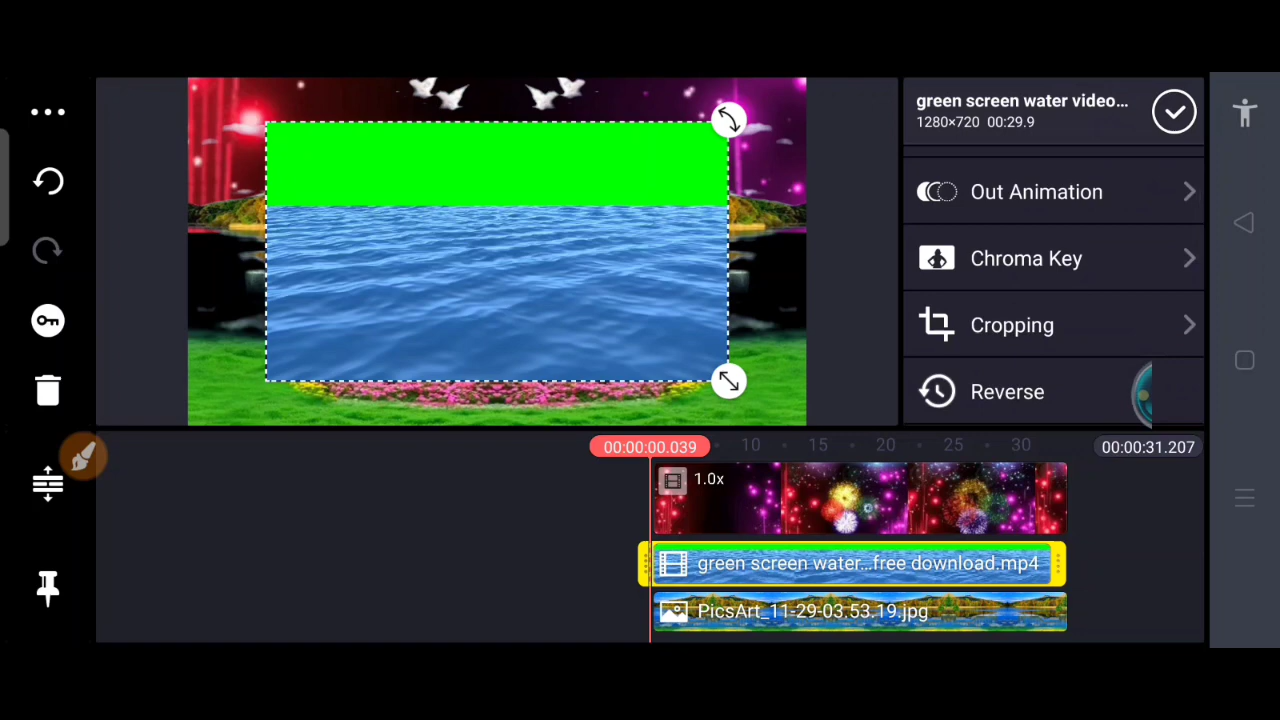 green screen water video...
1280×720 00:29.9
Out Animation
Chroma Key
Cropping
Reverse
00:00:00.039
10
15
20
25
30
00:00:31.207
1.0x
green screen water...free download.mp4
PicsArt_11-29-03.53.19.jpg